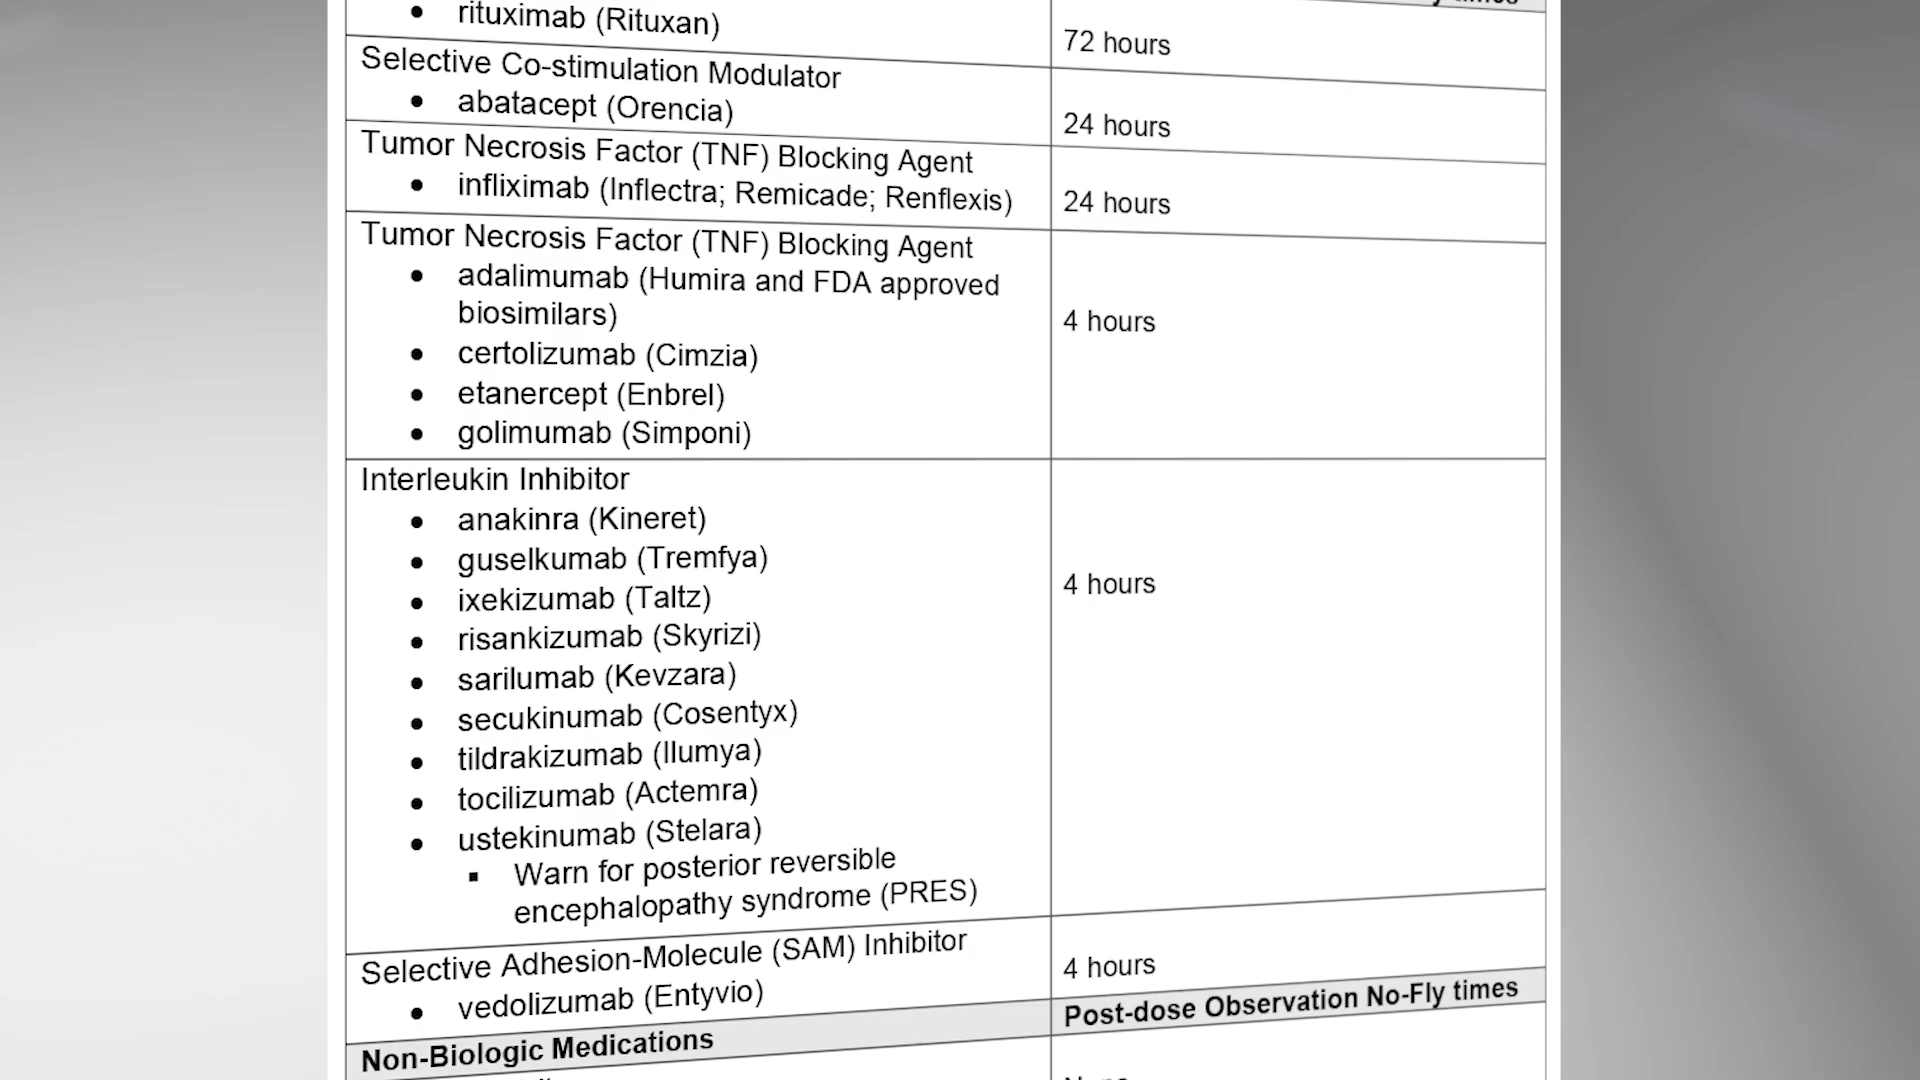 y times
rituximab (Rituxan)
72 hours
Selective Co-stimulation Modulator
abatacept (Orencia)
24 hours
Tumor Necrosis Factor (TNF) Blocking Agent
infliximab (Inflectra; Remicade; Renflexis)
24 hours
Tumor Necrosis Factor (TNF) Blocking Agent
adalimumab (Humira and FDA approved
biosimilars)
4 hours
certolizumab (Cimzia)
etanercept (Enbrel)
golimumab (Simponi)
Interleukin Inhibitor
anakinra (Kineret)
guselkumab (Tremfya)
4 hours
ixekizumab (Taltz)
risankizumab (Skyrizi)
sarilumab (Kevzara)
secukinumab (Cosentyx)
tildrakizumab (Ilumya)
tocilizumab (Actemra)
ustekinumab (Stelara)
Warn for posterior reversible
encephalopathy syndrome (PRES)
Selective Adhesion-Molecule (SAM) Inhibitor
4 hours
vedolizumab (Entyvio)
Non-Biologic Medications
Post-dose Observation No-Fly times